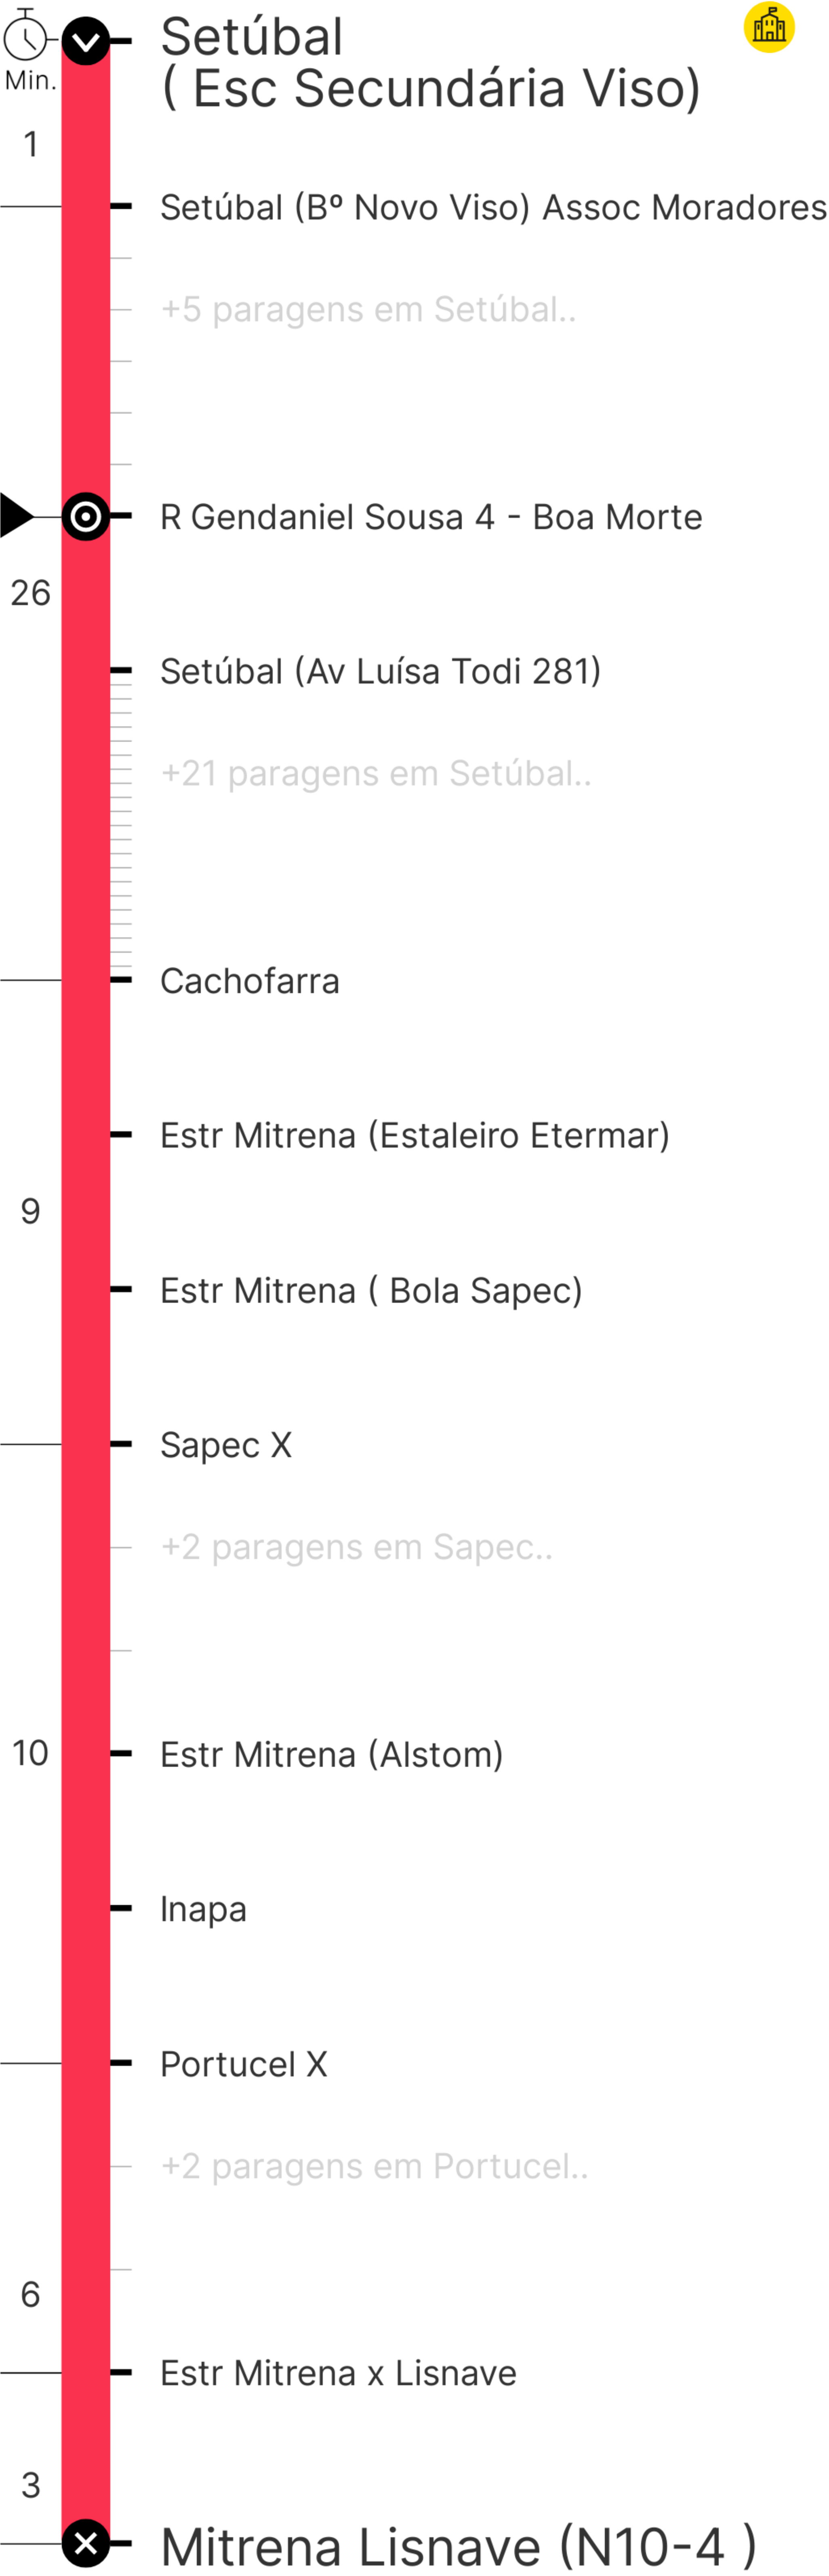 Setúbal
Min.
( Esc Secundária Viso)
1
Setúbal (Bº Novo Viso) Assoc Moradores
+5 paragens em Setúbal..
R Gendaniel Sousa 4 - Boa Morte
26
Setúbal (Av Luísa Todi 281)
+21 paragens em Setúbal..
Cachofarra
Estr Mitrena (Estaleiro Etermar)
9
Estr Mitrena ( Bola Sapec)
Sapec X
+2 paragens em Sapec..
10
Estr Mitrena (Alstom)
Inapa
Portucel X
+2 paragens em Portucel..
6
Estr Mitrena x Lisnave
3
Mitrena Lisnave (N10-4 )